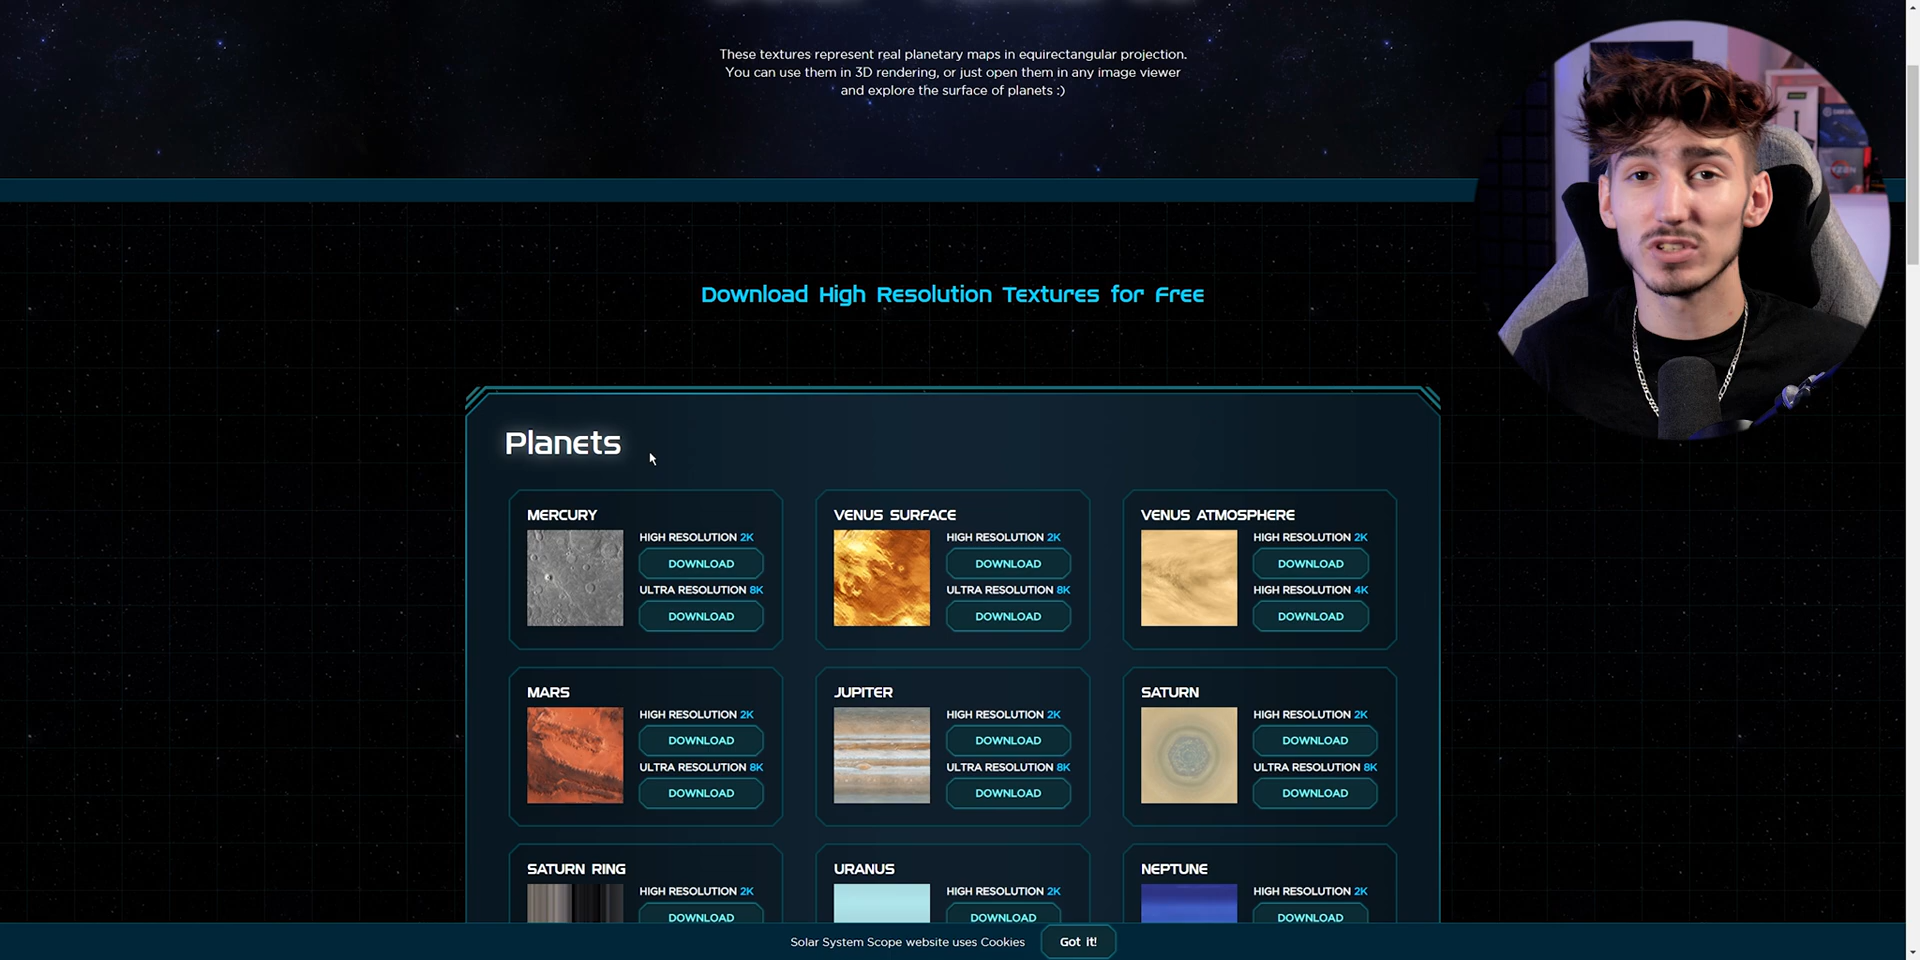 These textures represent real planetary maps in equirectangular projection.
You can use them in 3D rendering, or just open them in any image viewer
and explore the surface of planets :)
Download High Resolution Textures for Free
Planets
MERCURY
HIGH RESOLUTION 2K
DOWNLOAD
ULTRA RESOLUTION 8K
DOWNLOAD
VENUS SURFACE
HIGH RESOLUTION 2K
DOWNLOAD
ULTRA RESOLUTION 8K
DOWNLOAD
VENUS ATMOSPHERE
HIGH RESOLUTION 2K
DOWNLOAD
HIGH RESOLUTION 4K
DOWNLOAD
MARS
HIGH RESOLUTION 2K
DOWNLOAD
ULTRA RESOLUTION 8K
DOWNLOAD
JUPITER
HIGH RESOLUTION 2K
DOWNLOAD
ULTRA RESOLUTION 8K
DOWNLOAD
SATURN
HIGH RESOLUTION 2K
DOWNLOAD
ULTRA RESOLUTION 8K
DOWNLOAD
SATURN RING
HIGH RESOLUTION 2K
DOWNLOAD
URANUS
HIGH RESOLUTION 2K
DOWNLOAD
NEPTUNE
HIGH RESOLUTION 2K
DOWNLOAD
Solar System Scope website uses Cookies
Got it!
RYZEN